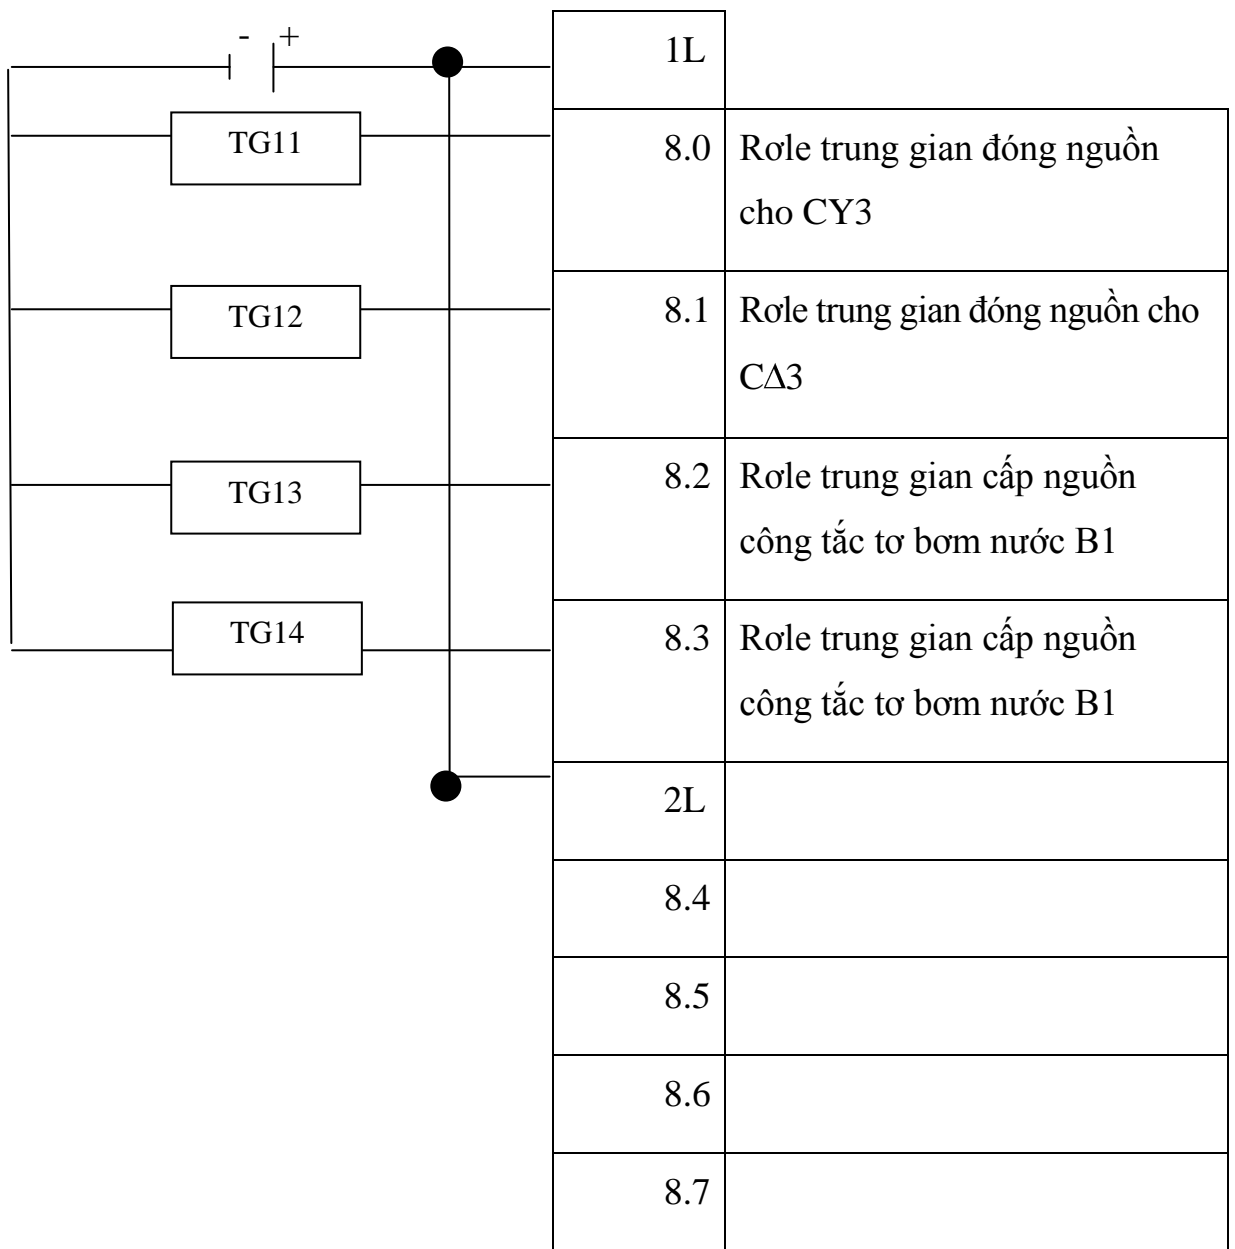 - +
1L
TG11
8.0 Rơle trung gian đóng nguồn
cho CY3
TG12
8.1 Rơle trung gian đóng nguồn cho
CΔ3
TG13
8.2 Rơle trung gian cấp nguồn
công tắc tơ bơm nước B1
TG14
8.3 Rơle trung gian cấp nguồn
công tắc tơ bơm nước B1
2L
8.4
8.5
8.6
8.7